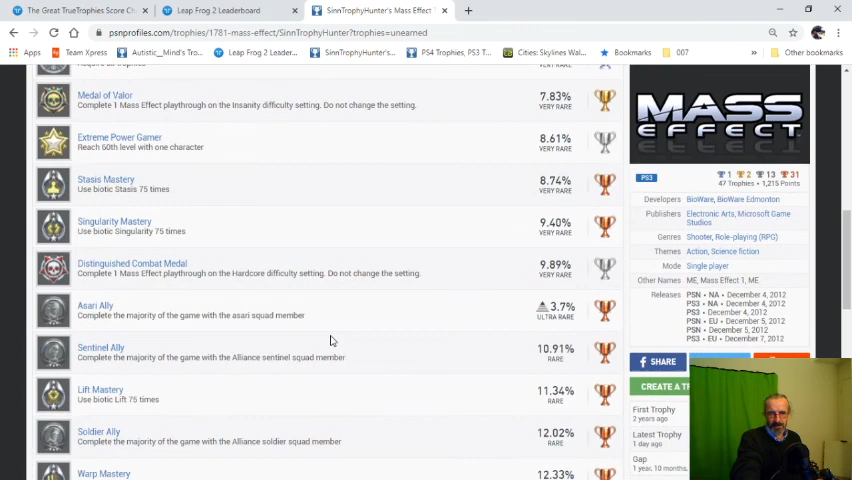 The Great TrueTrophies Score Ch
Leap Frog 2 Leaderboard
SinnTrophyHunter's Mass Effect
psnprofiles.com/trophies/1781-mass-effect/SinnTrophyHunter?trophies=unearned
Apps
Team Xpress
Autistic__Mind's Tro...
Leap Frog 2 Leader...
SinnTrophyHunter's...
PS4 Trophies, PS3 T...
Cities: Skylines Wal...
Bookmarks
007
Other bookmarks
VERY RARE
Medal of Valor
Complete 1 Mass Effect playthrough on the Insanity difficulty setting. Do not change the setting.
7.83%
VERY RARE
Extreme Power Gamer
Reach 60th level with one character
8.61%
VERY RARE
Stasis Mastery
Use biotic Stasis 75 times
8.74%
VERY RARE
Singularity Mastery
Use biotic Singularity 75 times
9.40%
VERY RARE
Distinguished Combat Medal
Complete 1 Mass Effect playthrough on the Hardcore difficulty setting. Do not change the setting.
9.89%
VERY RARE
Asari Ally
Complete the majority of the game with the asari squad member
3.7%
ULTRA RARE
Sentinel Ally
Complete the majority of the game with the Alliance sentinel squad member
10.91%
RARE
Lift Mastery
Use biotic Lift 75 times
11.34%
RARE
Soldier Ally
Complete the majority of the game with the Alliance soldier squad member
12.02%
RARE
Warp Mastery
12.33%
MASS
EFFECT
PS3
1 2 13 31
47 Trophies • 1,215 Points
Developers BioWare, BioWare Edmonton
Publishers Electronic Arts, Microsoft Game
Studios
Genres Shooter, Role-playing (RPG)
Themes Action, Science fiction
Mode Single player
Other Names ME, Mass Effect 1, ME
Releases PSN • NA • December 4, 2012
PS3 • NA • December 4, 2012
PS3 • December 4, 2012
PSN • EU • December 5, 2012
PSN • December 5, 2012
PS3 • EU • December 7, 2012
SHARE
CREATE A TR
First Trophy
2 years ago
Latest Trophy
1 day ago
Gap
1 year, 10 months,